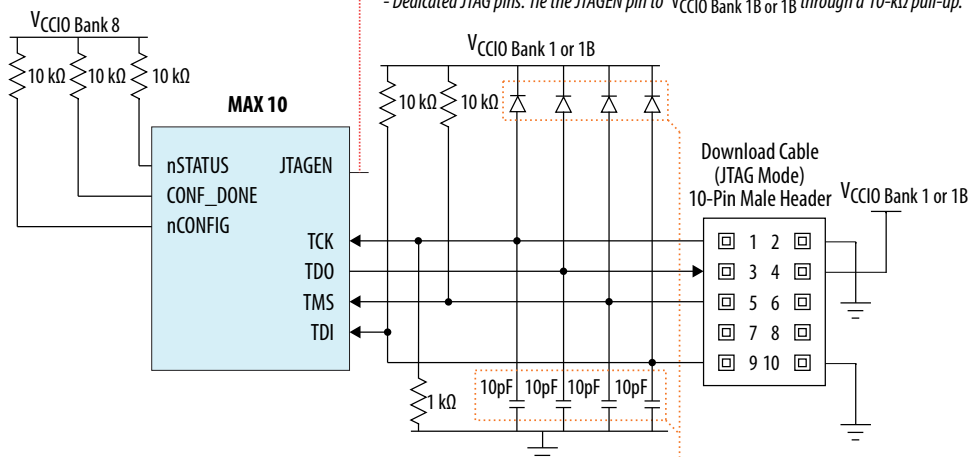 - Dedicated JTAG pins. Tie the JTAGEN pin to VCCIO Bank 1B or 1B through a 10-kΩ pull-up.
VCCIO Bank 8
10 kΩ 10 kΩ 10 kΩ
VCCIO Bank 1 or 1B
10 kΩ 10 kΩ
MAX 10
nSTATUS JTAGEN
CONF_DONE
nCONFIG
TCK
TDO
TMS
TDI
Download Cable
(JTAG Mode)
10-Pin Male Header
VCCIO Bank 1 or 1B
1 2
3 4
5 6
7 8
9 10
10pF 10pF 10pF 10pF
1 kΩ